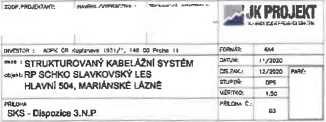 ZODP. PROJEKTANT:
JK PROJEKT
INVESTOR : AOPK ČR Kaplanova 1931/1, 148 00 Praha 11
FORMÁT: 4A4
akce : STRUKTUROVANÝ KABELÁŽNÍ SYSTÉM
DATUM: 11/2020
objekt: RP SCHKO SLAVKOVSKÝ LES
ČÍS.ZAK.: 12/2020
PARÉ:
HLAVNÍ 504, MARIÁNSKÉ LÁZNĚ
STUPEŇ: DPS
MĚŘÍTKO: 1:50
PŘÍLOHA
PŘÍLOHA Č.:
SKS - Dispozice 3.N.P
03